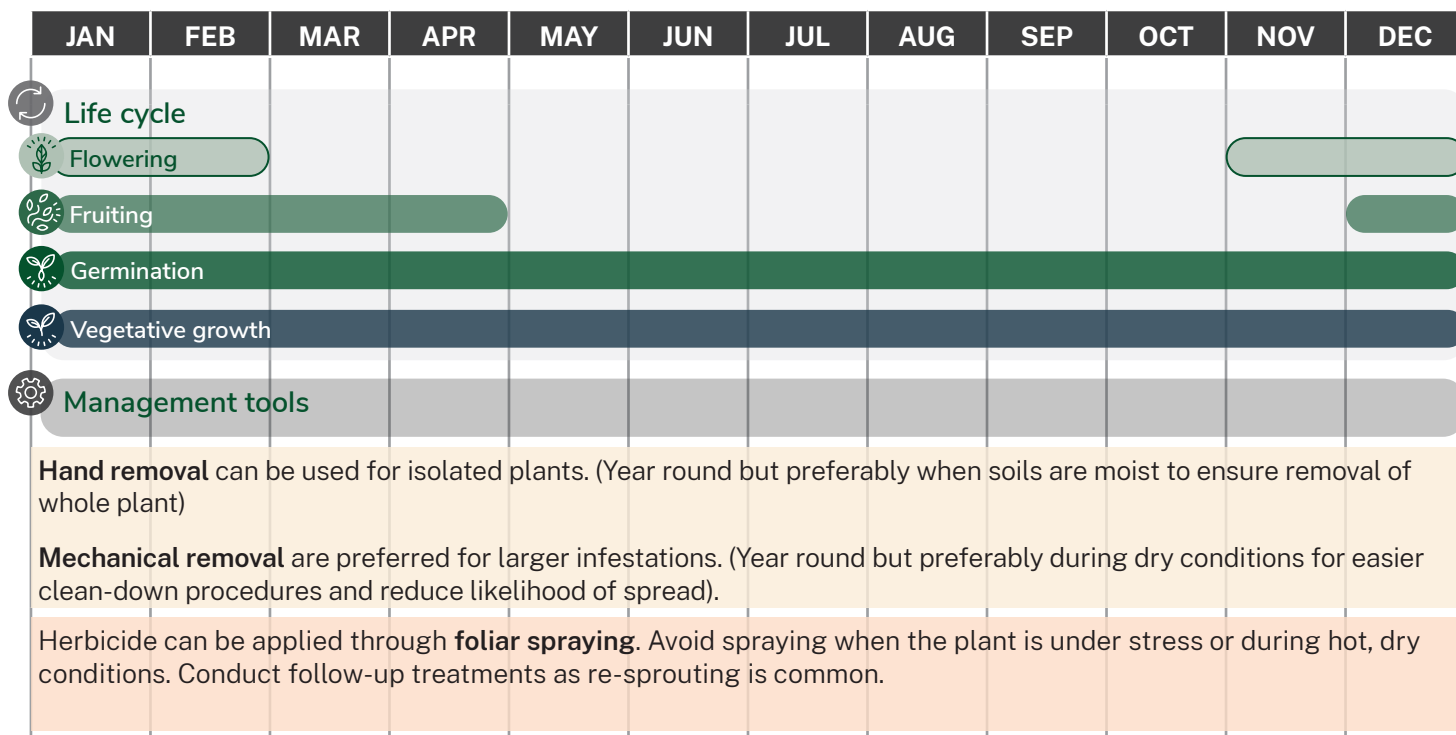 JAN FEB MAR APR MAY JUN JUL AUG SEP OCT NOV DEC
Life cycle
Flowering
Fruiting
Germination
Vegetative growth
Management tools
Hand removal can be used for isolated plants. (Year round but preferably when soils are moist to ensure removal of
whole plant)
Mechanical removal are preferred for larger infestations. (Year round but preferably during dry conditions for easier
clean-down procedures and reduce likelihood of spread).
Herbicide can be applied through foliar spraying. Avoid spraying when the plant is under stress or during hot, dry
conditions. Conduct follow-up treatments as re-sprouting is common.